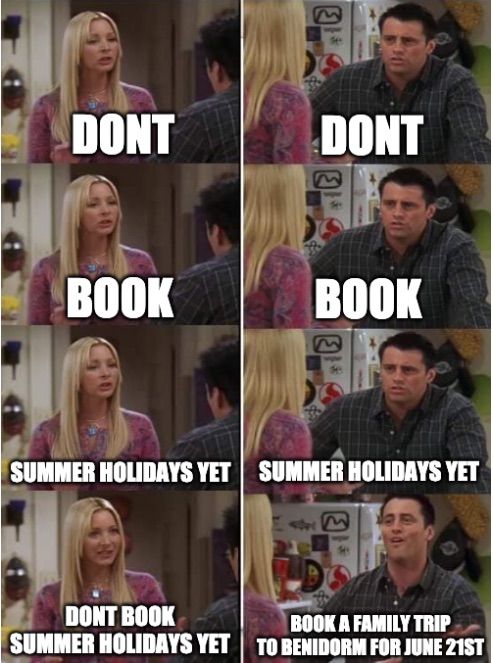 DONT
DONT
BOOK
BOOK
SUMMER HOLIDAYS YET
SUMMER HOLIDAYS YET
DONT BOOK
SUMMER HOLIDAYS YET
BOOK A FAMILY TRIP
TO BENIDORM FOR JUNE 21ST